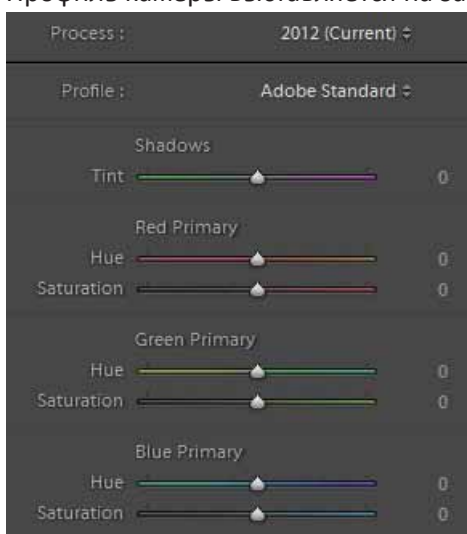 Process : 2012 (Current)
Profile : Adobe Standard
Shadows
Tint 0
Red Primary
Hue 0
Saturation 0
Green Primary
Hue 0
Saturation 0
Blue Primary
Hue 0
Saturation 0